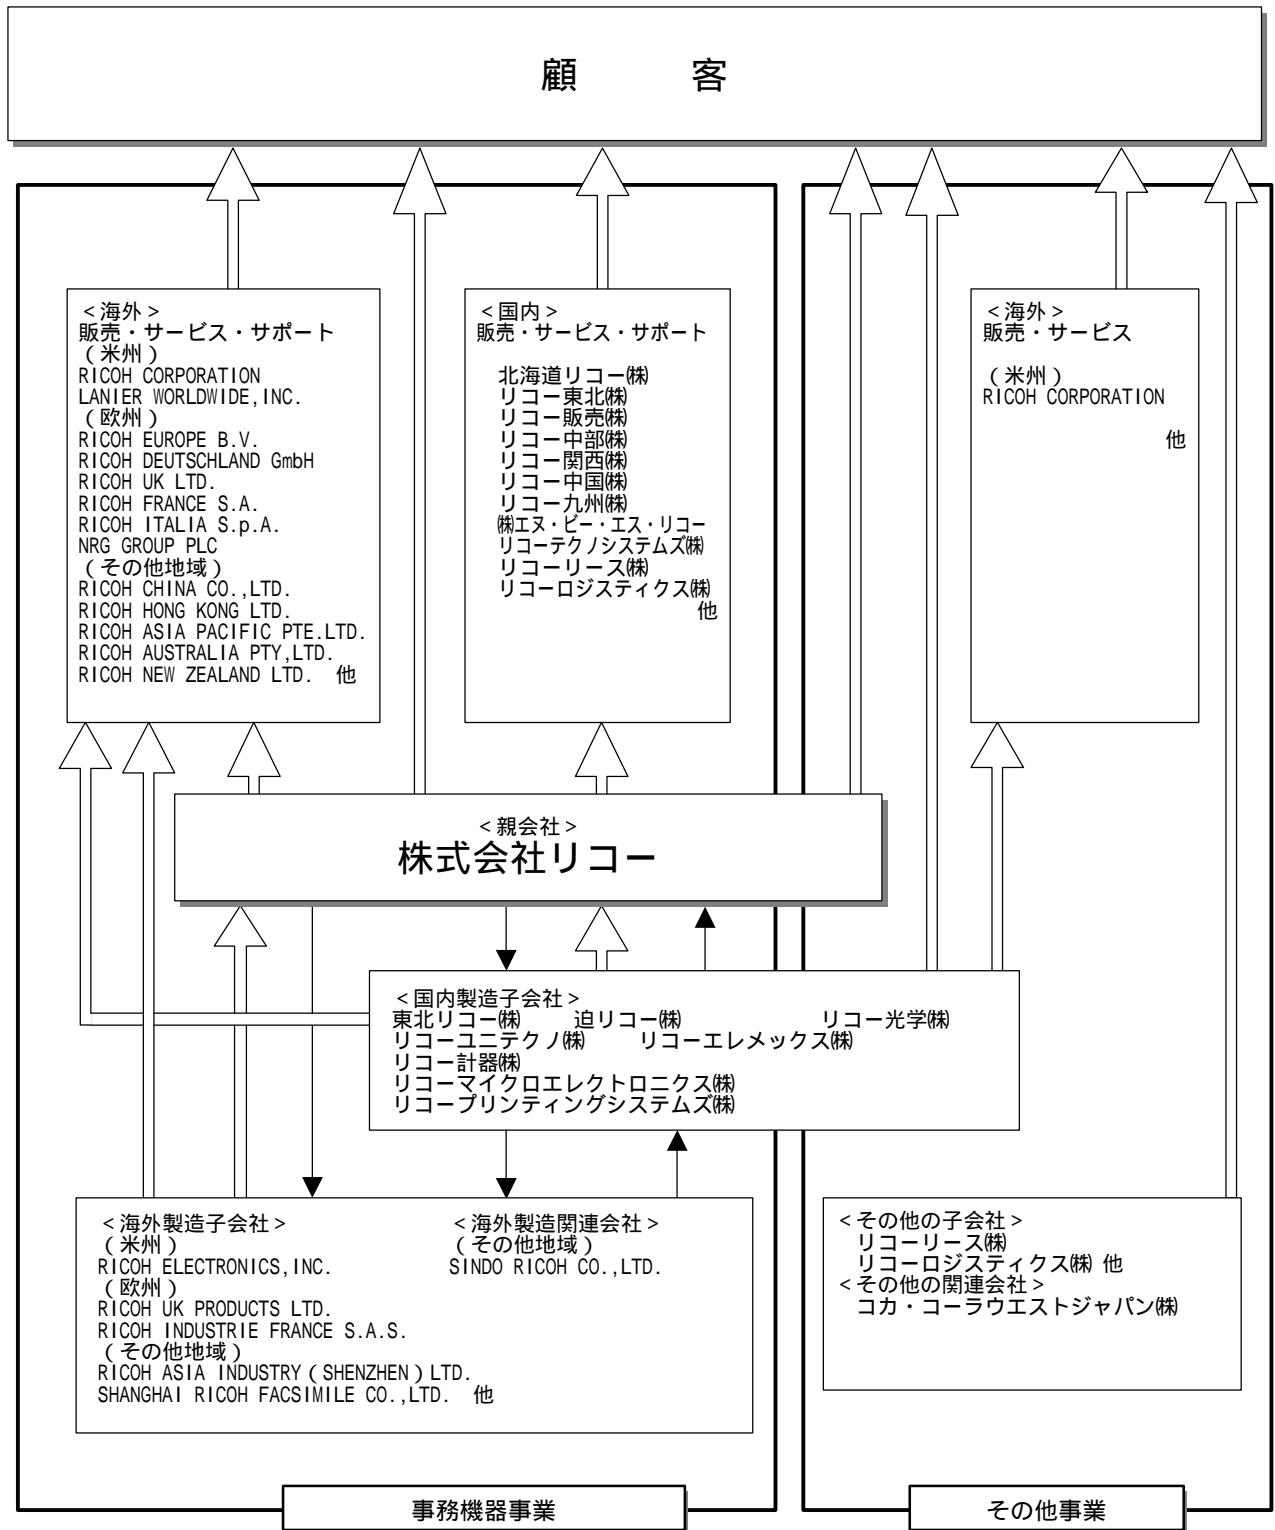 顧　客
＜海外＞
販売・サービス・サポート
（米州）
RICOH CORPORATION
LANIER WORLDWIDE,INC.
（欧州）
RICOH EUROPE B.V.
RICOH DEUTSCHLAND GmbH
RICOH UK LTD.
RICOH FRANCE S.A.
RICOH ITALIA S.p.A.
NRG GROUP PLC
（その他地域）
RICOH CHINA CO.,LTD.
RICOH HONG KONG LTD.
RICOH ASIA PACIFIC PTE.LTD.
RICOH AUSTRALIA PTY,LTD.
RICOH NEW ZEALAND LTD. 他
＜国内＞
販売・サービス・サポート
北海道リコー㈱
リコー東北㈱
リコー販売㈱
リコー中部㈱
リコー関西㈱
リコー中国㈱
リコー九州㈱
㈱エヌ・ビー・エス・リコー
リコーテクノシステムズ㈱
リコーリース㈱
リコーロジスティクス㈱
他
＜海外＞
販売・サービス
（米州）
RICOH CORPORATION
他
＜親会社＞
株式会社リコー
＜国内製造子会社＞
東北リコー㈱ 迫リコー㈱ リコー光学㈱
リコーユニテクノ㈱ リコーエレメックス㈱
リコー計器㈱
リコーマイクロエレクトロニクス㈱
リコープリンティングシステムズ㈱
＜海外製造子会社＞
（米州）
RICOH ELECTRONICS,INC.
（欧州）
RICOH UK PRODUCTS LTD.
RICOH INDUSTRIE FRANCE S.A.S.
（その他地域）
RICOH ASIA INDUSTRY（SHENZHEN）LTD.
SHANGHAI RICOH FACSIMILE CO.,LTD. 他
＜海外製造関連会社＞
（その他地域）
SINDO RICOH CO.,LTD.
＜その他の子会社＞
リコーリース㈱
リコーロジスティクス㈱ 他
＜その他の関連会社＞
コカ・コーラウエストジャパン㈱
事務機器事業
その他事業